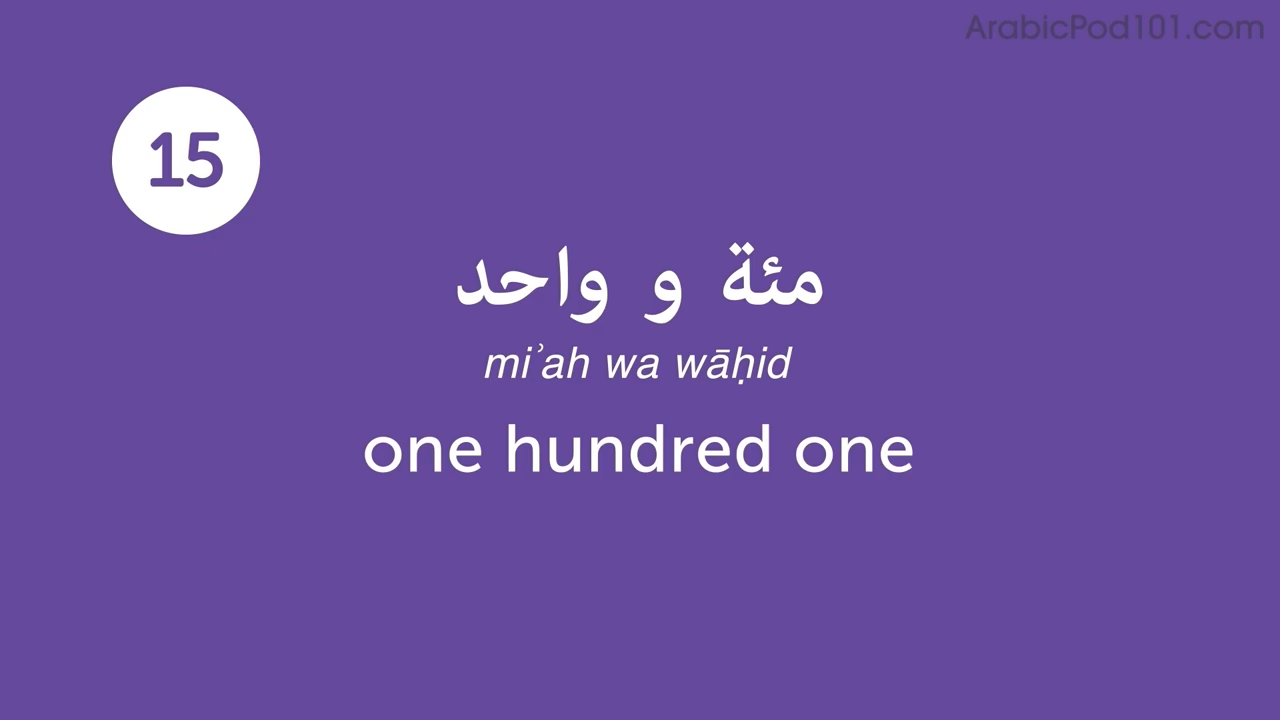 ArabicPod101.com
15
مئة و واحد
miʾah wa wāḥid
one hundred one